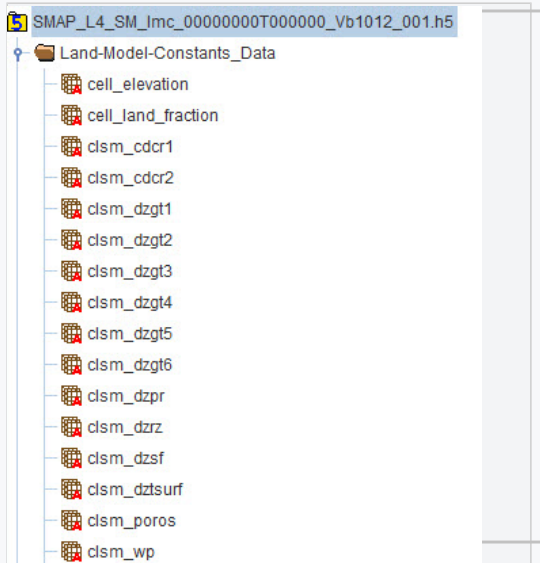 SMAP_L4_SM_lmc_00000000T000000_Vb1012_001.h5
Land-Model-Constants_Data
cell_elevation
cell_land_fraction
clsm_cdcr1
clsm_cdcr2
clsm_dzgt1
clsm_dzgt2
clsm_dzgt3
clsm_dzgt4
clsm_dzgt5
clsm_dzgt6
clsm_dzpr
clsm_dzrz
clsm_dzsf
clsm_dztsurf
clsm_poros
clsm_wp